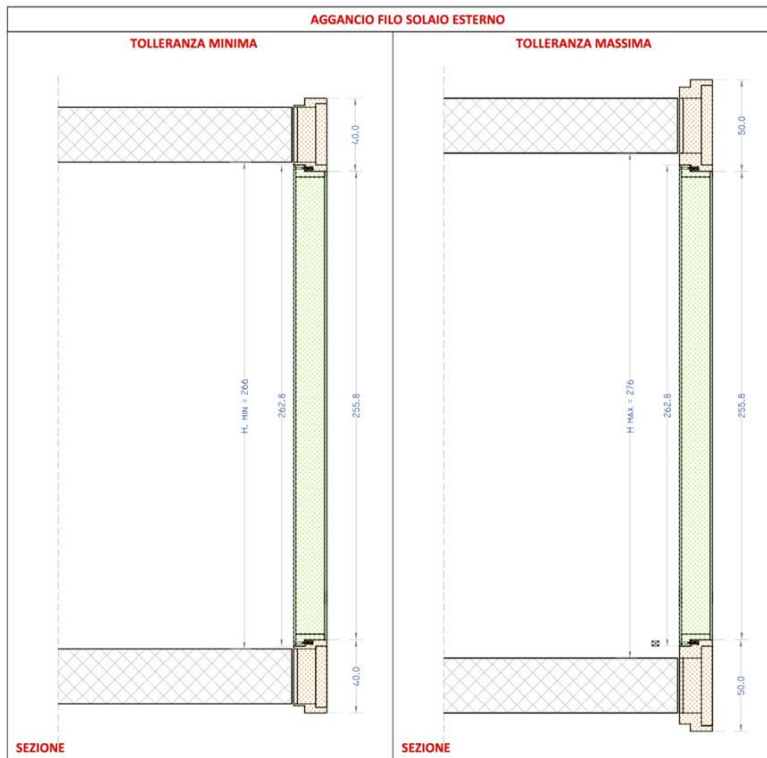 AGGANCIO FILO SOLAIO ESTERNO
TOLLERANZA MINIMA
TOLLERANZA MASSIMA
40.0
H. MIN = 266
262.8
255.8
40.0
SEZIONE
50.0
H MAX = 276
262.8
255.8
50.0
SEZIONE